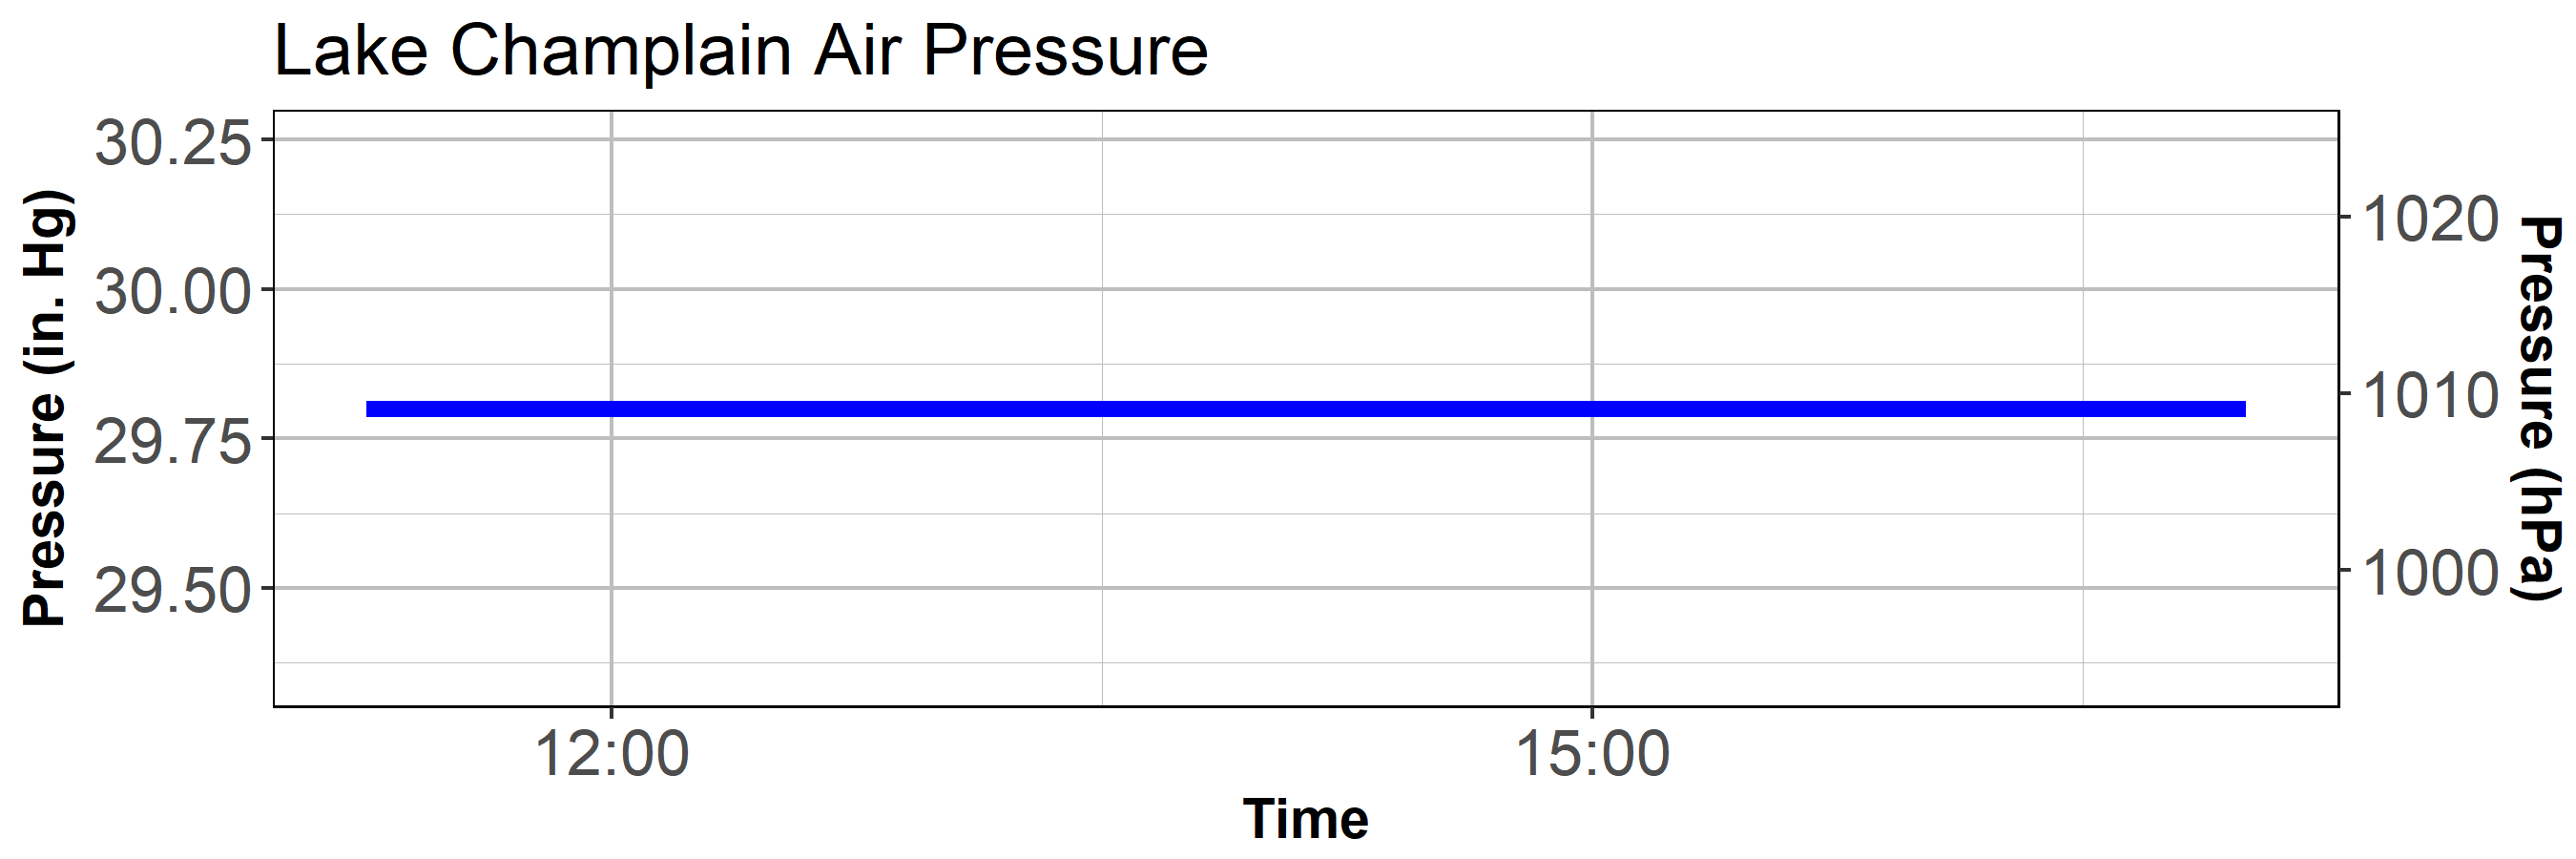 Lake Champlain Air Pressure
Pressure (in. Hg)
30.25
30.00
29.75
29.50
1020
1010
1000
Pressure (hPa)
12:00
15:00
Time